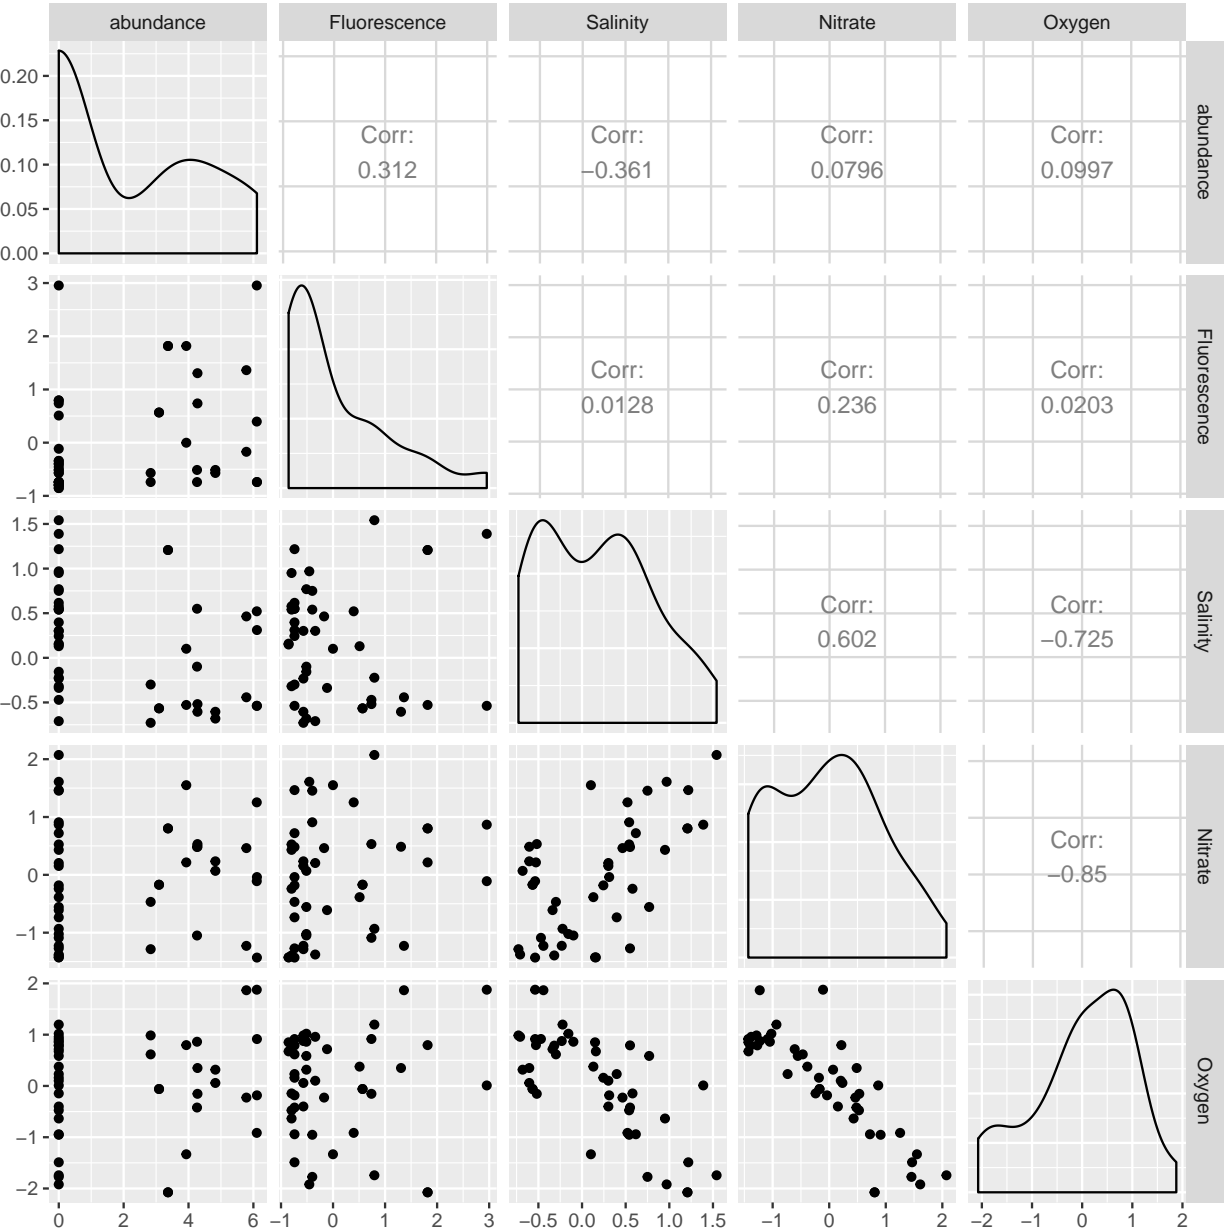 abundance Fluorescence Salinity Nitrate Oxygen
0.20
0.15
0.10
0.05
0.00
Corr:
0.312
Corr:
−0.361
Corr:
0.0796
Corr:
0.0997
abundance
3
2
1
0
−1
Corr:
0.0128
Corr:
0.236
Corr:
0.0203
Fluorescence
1.5
1.0
0.5
0.0
−0.5
Corr:
0.602
Corr:
−0.725
Salinity
2
1
0
−1
Corr:
−0.85
Nitrate
2
1
0
−1
−2
Oxygen
0 2 4 6 −1 0 1 2 3 −0.5 0.0 0.5 1.0 1.5 −1 0 1 2 −2 −1 0 1 2